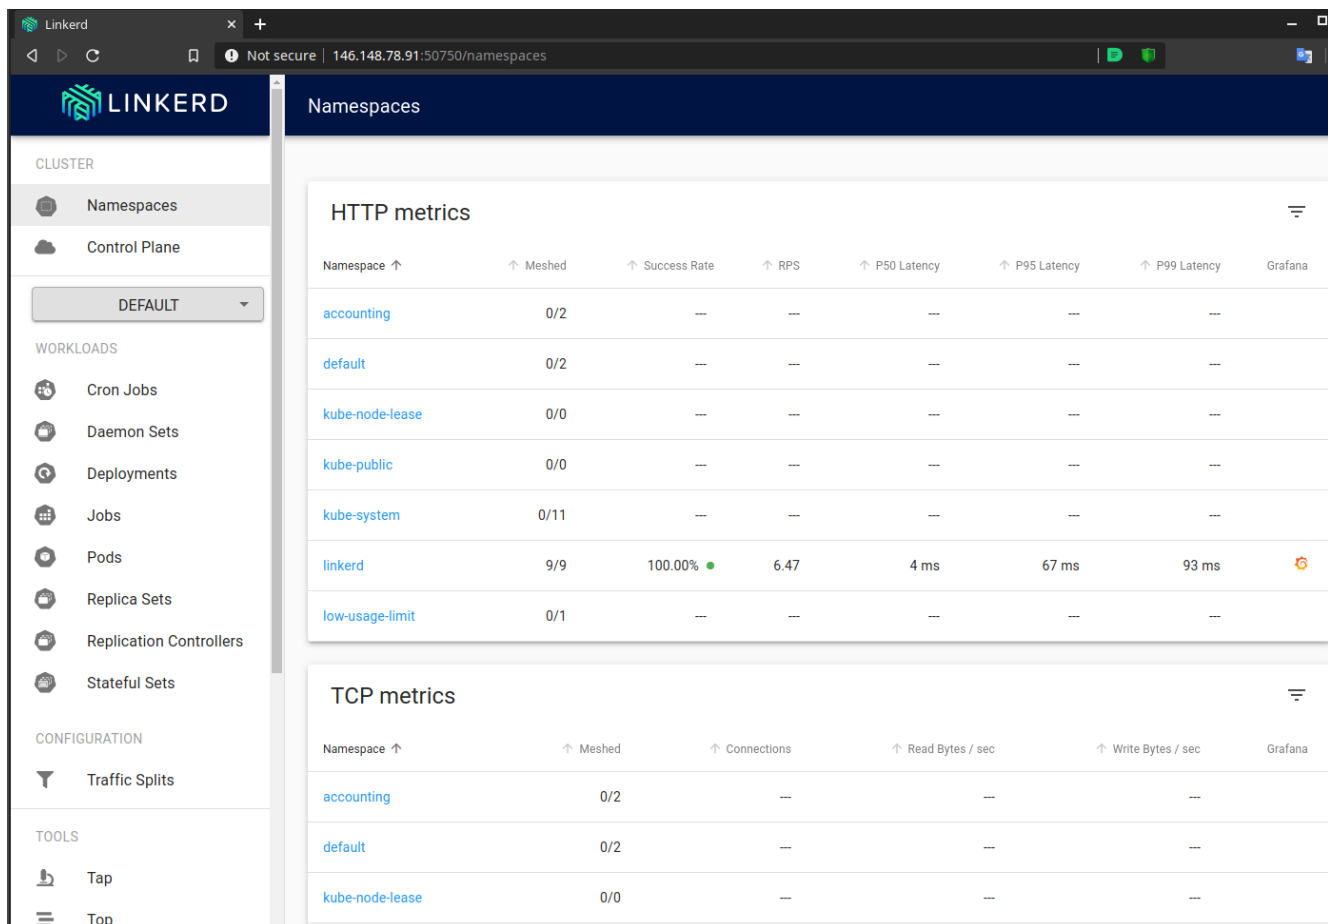 Linkerd
Not secure 146.148.78.91:50750/namespaces
LINKERD
Namespaces
CLUSTER
Namespaces
Control Plane
DEFAULT
WORKLOADS
Cron Jobs
Daemon Sets
Deployments
Jobs
Pods
Replica Sets
Replication Controllers
Stateful Sets
CONFIGURATION
Traffic Splits
TOOLS
Tap
Top
HTTP metrics
Namespace Meshed Success Rate RPS P50 Latency P95 Latency P99 Latency Grafana
accounting 0/2 --- --- --- --- ---
default 0/2 --- --- --- --- ---
kube-node-lease 0/0 --- --- --- --- ---
kube-public 0/0 --- --- --- --- ---
kube-system 0/11 --- --- --- --- ---
linkerd 9/9 100.00% 6.47 4 ms 67 ms 93 ms
low-usage-limit 0/1 --- --- --- --- ---
TCP metrics
Namespace Meshed Connections Read Bytes / sec Write Bytes / sec Grafana
accounting 0/2 --- --- ---
default 0/2 --- --- ---
kube-node-lease 0/0 --- --- ---